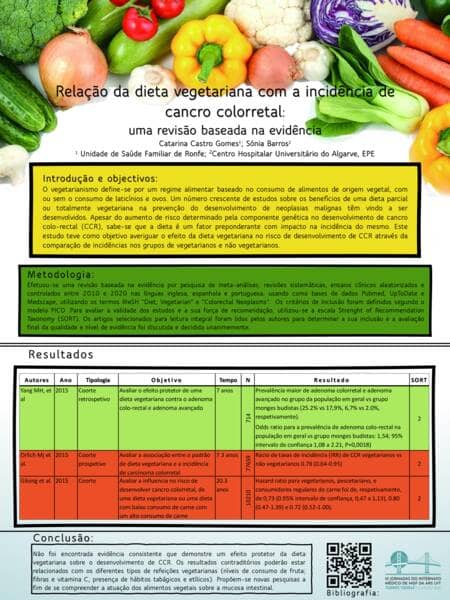 Relação da dieta vegetariana com a incidência de
cancro colorretal:
uma revisão baseada na evidência
Catarina Castro Gomes¹; Sónia Barros²
¹ Unidade de Saúde Familiar de Ronfe; ²Centro Hospitalar Universitário do Algarve, EPE
Introdução e objectivos:
O vegetarianismo define-se por um regime alimentar baseado no consumo de alimentos de origem vegetal, com
ou sem o consumo de laticínios e ovos. Um número crescente de estudos sobre os benefícios de uma dieta parcial
ou totalmente vegetariana na prevenção do desenvolvimento de neoplasias malignas têm vindo a ser
desenvolvidos. Apesar do aumento de risco determinado pela componente genética no desenvolvimento de cancro
colo-rectal (CCR), sabe-se que a dieta é um fator preponderante com impacto na incidência do mesmo. Este
estudo teve como objetivo averiguar o efeito da dieta vegetariana no risco de desenvolvimento de CCR através da
comparação de incidências nos grupos de vegetarianos e não vegetarianos.
Metodologia:
Efetuou-se uma revisão baseada na evidência por pesquisa de meta-análises, revisões sistemáticas, ensaios clínicos aleatorizados e
controlados entre 2010 e 2020 nas línguas inglesa, espanhola e portuguesa, usando como bases de dados Pubmed, UpToDate e
Medscape, utilizando os termos MeSH "Diet, Vegetarian" e "Colorectal Neoplasms". Os critérios de inclusão foram definidos segundo o
modelo PICO. Para avaliar a validade dos estudos e a sua força de recomendação, utilizou-se a escala Strenght of Recommendation
Taxonomy (SORT). Os artigos selecionados para leitura integral foram lidos pelos autores para determinar a sua inclusão e a avaliação
final da qualidade e nível de evidência foi discutida e decidida unanimemente.
Resultados
Autores Ano Tipologia Objetivo Tempo N Resultado SORT
Yang MH, et al 2015 Coorte retrospetivo Avaliar o efeito protetor de uma dieta vegetariana contra o adenoma colo-rectal e adenoma avançado 7 anos 714 Prevalência maior de adenoma colorretal e adenoma avançado no grupo da população em geral vs grupo monges budistas (25.2% vs 17,9%, 6,7% vs 2.0%, respetivamente).
Odds ratio para a prevalência de adenoma colo-retal na população em geral vs grupo monges budistas: 1,54; 95% intervalo de confiança 1,08 a 2.21, P=0,0018) 2
Orlich MJ et al 2015 Coorte prospetivo Avaliar a associação entre a padrão de dieta vegetariana e a incidência de carcinoma colorretal 7.3 anos 77659 Rácio de taxas de incidência (IRR) de CCR vegetarianos vs não vegetarianos 0.78 (0.64-0.95) 2
Gilsing et al. 2015 Coorte Avaliar a influência no risco de desenvolver cancro colorretal, de uma dieta vegetariana ou uma dieta com baixo consumo de carne com um alto consumo de carne 20.3 anos 10210 Hazard ratio para vegetarianos, pescetarianos, e consumidores regulares de carne foi de, respetivamente, de 0,73 (0.95% intervalo de confiança, 0,47 a 1,13), 0.80 (0.47-1.39) e 0.72 (0.52-1.00). 2
Conclusão:
Não foi encontrada evidência consistente que demonstre um efeito protetor da dieta
vegetariana sobre o desenvolvimento de CCR. Os resultados contraditórios poderão estar
relacionados com os diferentes tipos de refeições vegetarianas (níveis de consumo de fruta;
fibras e vitamina C, presença de hábitos tabágicos e etílicos). Propõem-se novas pesquisas a
fim de se compreender a atuação dos vegetais sobre a mucosa intestinal.
Bibliografia: